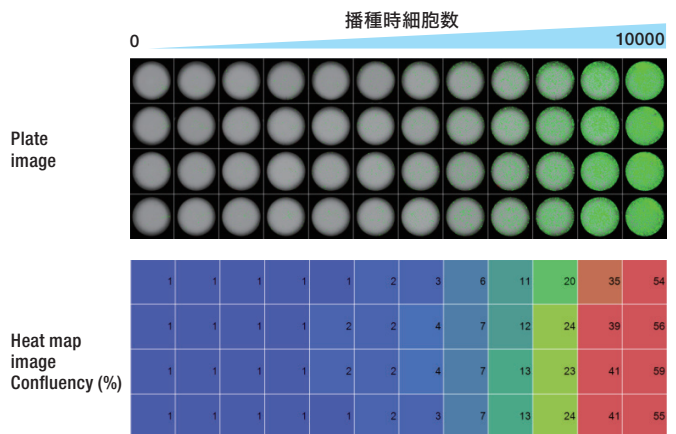 播種時細胞数
0 10000
Plate
image
Heat map
image
Confluency (%)
1 1 1 1 1 2 3 6 11 20 35 54
1 1 1 1 2 2 4 7 12 24 39 56
1 1 1 1 2 2 4 7 13 23 41 59
1 1 1 1 1 2 3 7 13 24 41 55